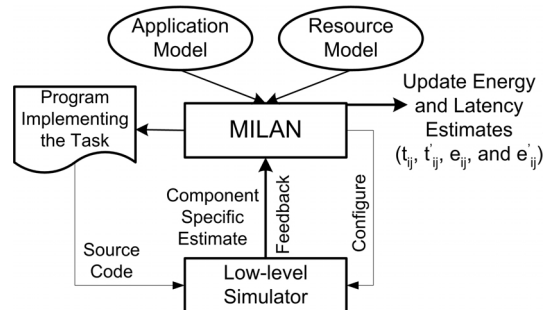 Application
Model
Resource
Model
Program
Implementing
the Task
MILAN
Update Energy
and Latency
Estimates
(tij, t'ij, eij, and e'ij)
Component
Specific
Estimate
Feedback
Configure
Source
Code
Low-level
Simulator